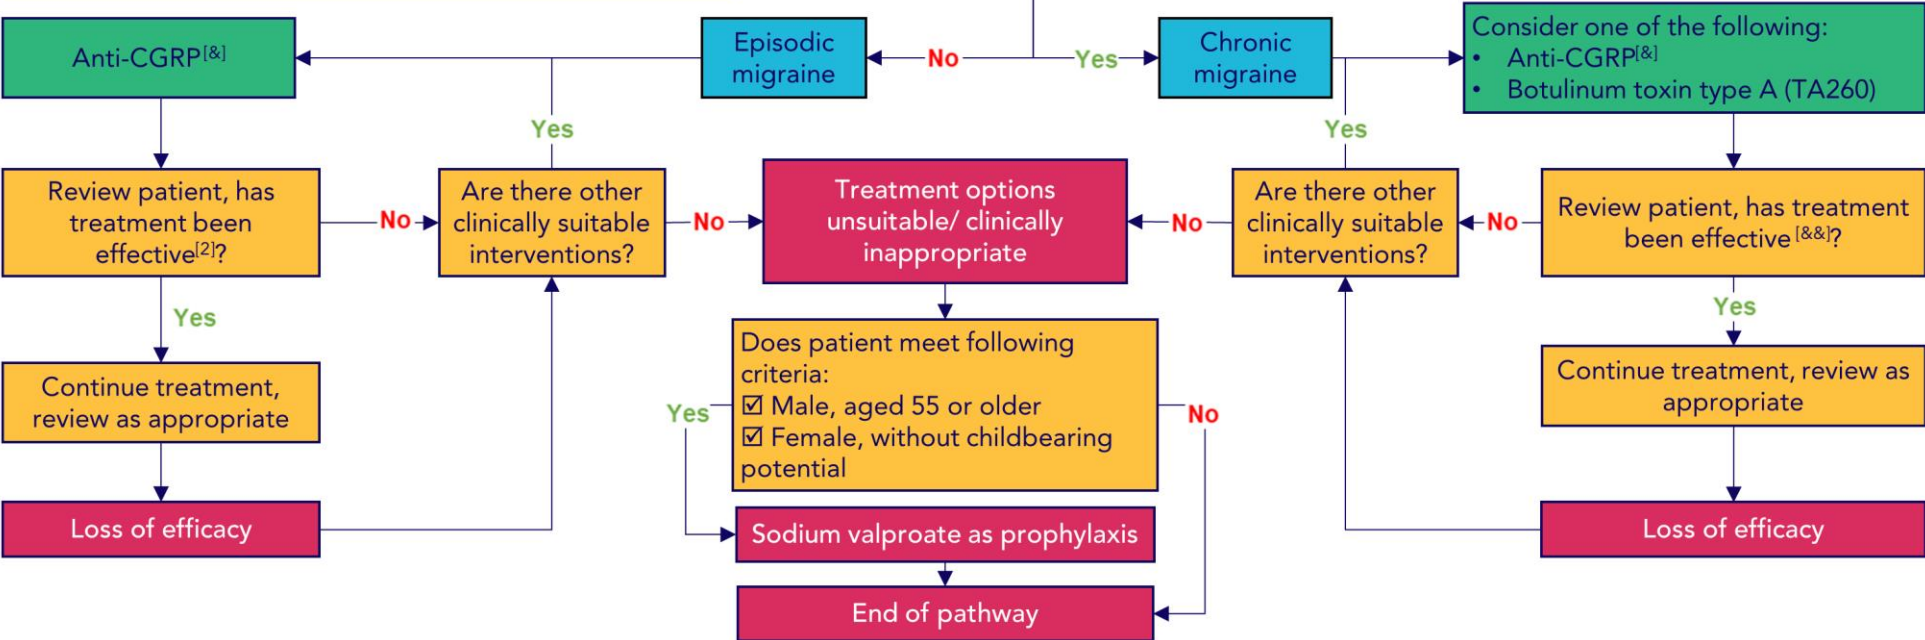 Anti-CGRP[&]
Episodic
migraine
No
Yes
Chronic
migraine
Consider one of the following:
• Anti-CGRP[&]
• Botulinum toxin type A (TA260)
Yes
Yes
Review patient, has
treatment been
effective[2]?
No
Are there other
clinically suitable
interventions?
No
Treatment options
unsuitable/ clinically
inappropriate
No
Are there other
clinically suitable
interventions?
No
Review patient, has treatment
been effective [&&]?
Yes
Yes
Continue treatment,
review as appropriate
Does patient meet following
criteria:
☑ Male, aged 55 or older
☑ Female, without childbearing
potential
Yes
No
Continue treatment, review as
appropriate
Loss of efficacy
Sodium valproate as prophylaxis
Loss of efficacy
End of pathway